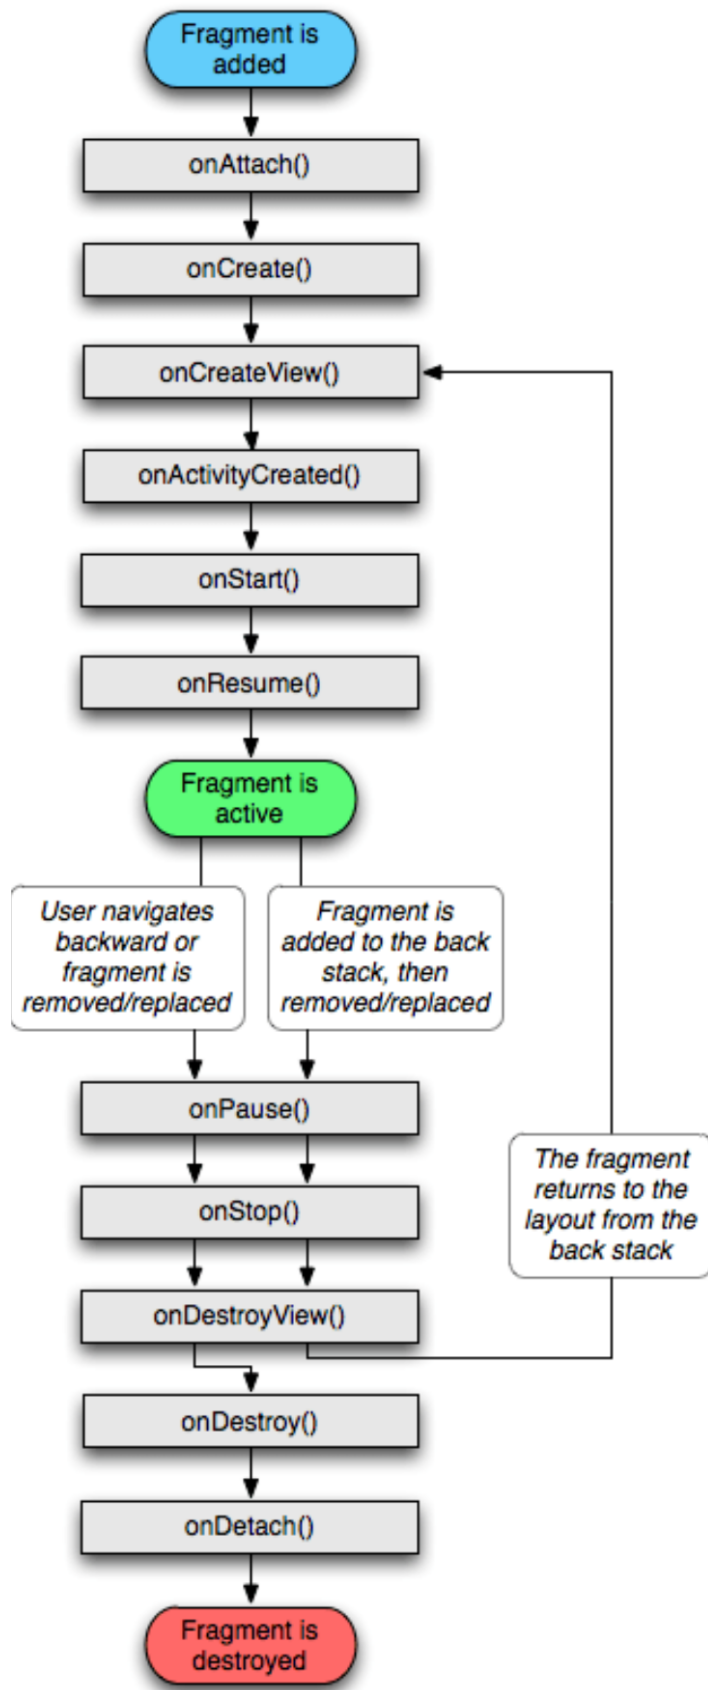 Fragment is
added
onAttach()
onCreate()
onCreateView()
onActivityCreated()
onStart()
onResume()
Fragment is
active
User navigates
backward or
fragment is
removed/replaced
Fragment is
added to the back
stack, then
removed/replaced
onPause()
onStop()
onDestroyView()
The fragment
returns to the
layout from the
back stack
onDestroy()
onDetach()
Fragment is
destroyed